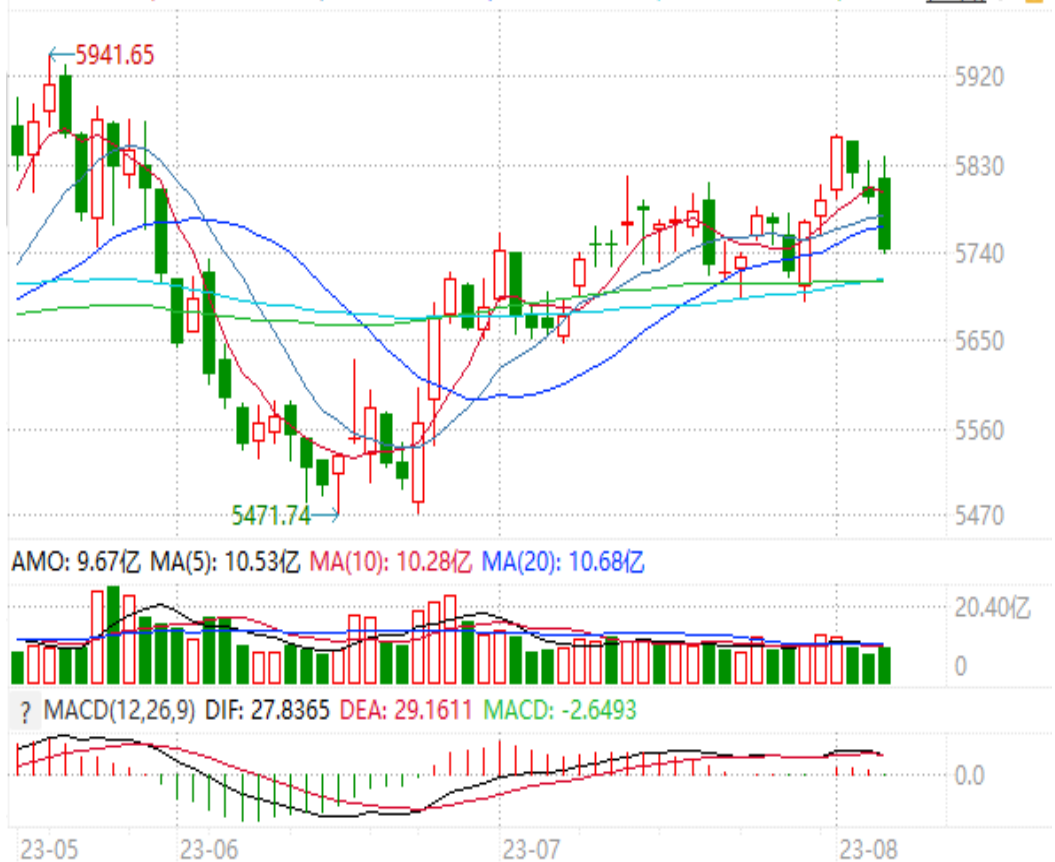 5941.65
5920
5830
5740
5650
5560
5471.74
5470
AMO: 9.67亿 MA(5): 10.53亿 MA(10): 10.28亿 MA(20): 10.68亿
20.40亿
0
? MACD(12,26,9) DIF: 27.8365 DEA: 29.1611 MACD: -2.6493
0.0
23-05 23-06 23-07 23-08